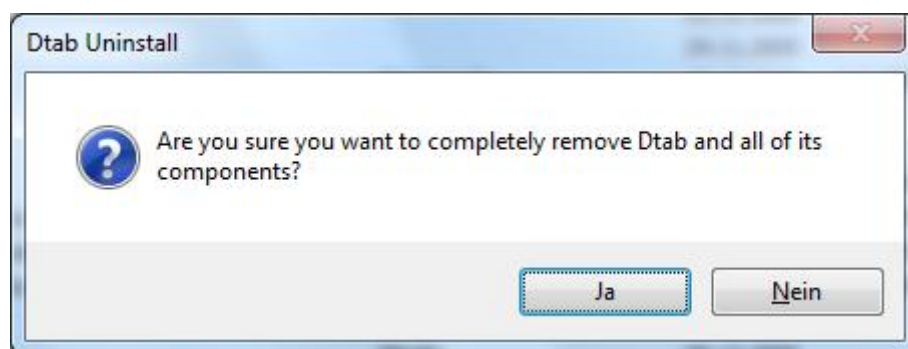 Dtab Uninstall
Are you sure you want to completely remove Dtab and all of its
components?
Ja
Nein